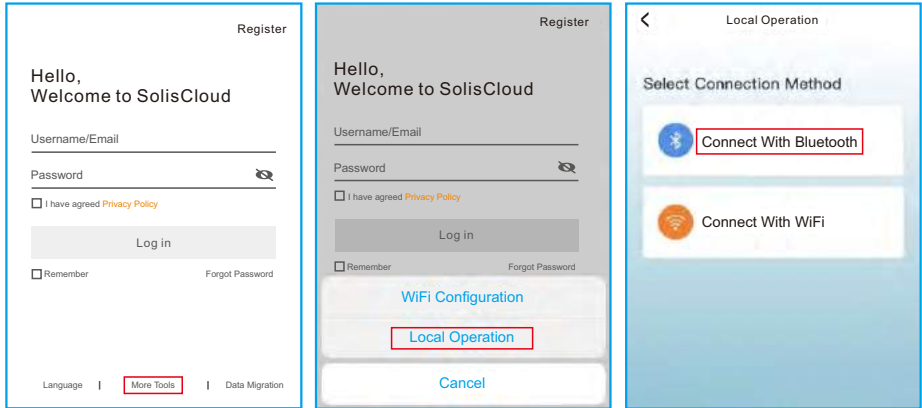 Register
Hello,
Welcome to SolisCloud
Username/Email
Password
I have agreed Privacy Policy
Log in
Remember Forgot Password
Language | More Tools | Data Migration
Register
Hello,
Welcome to SolisCloud
Username/Email
Password
I have agreed Privacy Policy
Log in
Remember Forgot Password
WiFi Configuration
Local Operation
Cancel
Local Operation
Select Connection Method
Connect With Bluetooth
Connect With WiFi